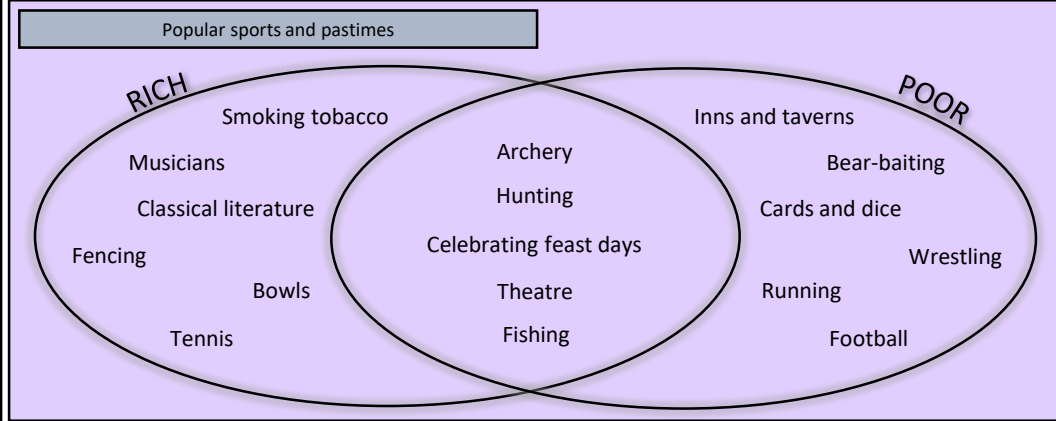 Popular sports and pastimes
RICH
POOR
Smoking tobacco
Musicians
Classical literature
Fencing
Bowls
Tennis
Archery
Hunting
Celebrating feast days
Theatre
Fishing
Inns and taverns
Bear-baiting
Cards and dice
Wrestling
Running
Football